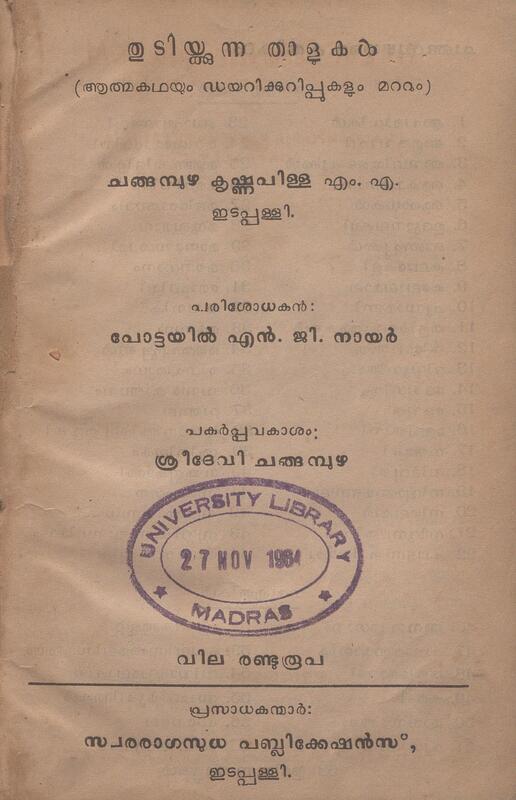 തുടിയ്ക്കുന്ന താളുകൾ
(ആത്മകഥയും ഡയറിക്കുറിപ്പുകളും മററും)
ചങ്ങമ്പുഴ കൃഷ്ണപിള്ള എം. എ.
ഇടപ്പള്ളി.
പരിശോധകൻ:
പോട്ടയിൽ എൻ. ജി. നായർ
പകർപ്പവകാശം:
ശ്രീദേവി ചങ്ങമ്പുഴ
UNIVERSITY LIBRARY
27 NOV 1964
MADRAS
വില രണ്ടുരൂപ
പ്രസാധകന്മാർ:
സ്വരരാഗസുധ പബ്ലിക്കേഷൻസ്,
ഇടപ്പള്ളി.